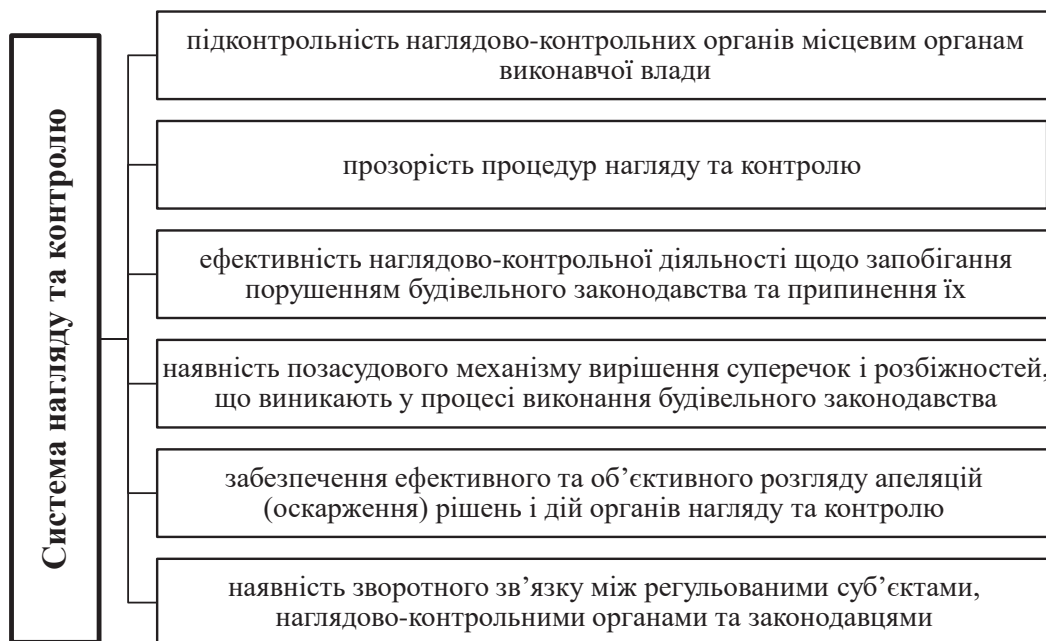 Система нагляду та контролю
підконтрольність наглядово-контрольних органів місцевим органам
виконавчої влади
прозорість процедур нагляду та контролю
ефективність наглядово-контрольної діяльності щодо запобігання
порушенням будівельного законодавства та припинення їх
наявність позасудового механізму вирішення суперечок і розбіжностей,
що виникають у процесі виконання будівельного законодавства
забезпечення ефективного та об’єктивного розгляду апеляцій
(оскарження) рішень і дій органів нагляду та контролю
наявність зворотного зв’язку між регульованими суб’єктами,
наглядово-контрольними органами та законодавцями